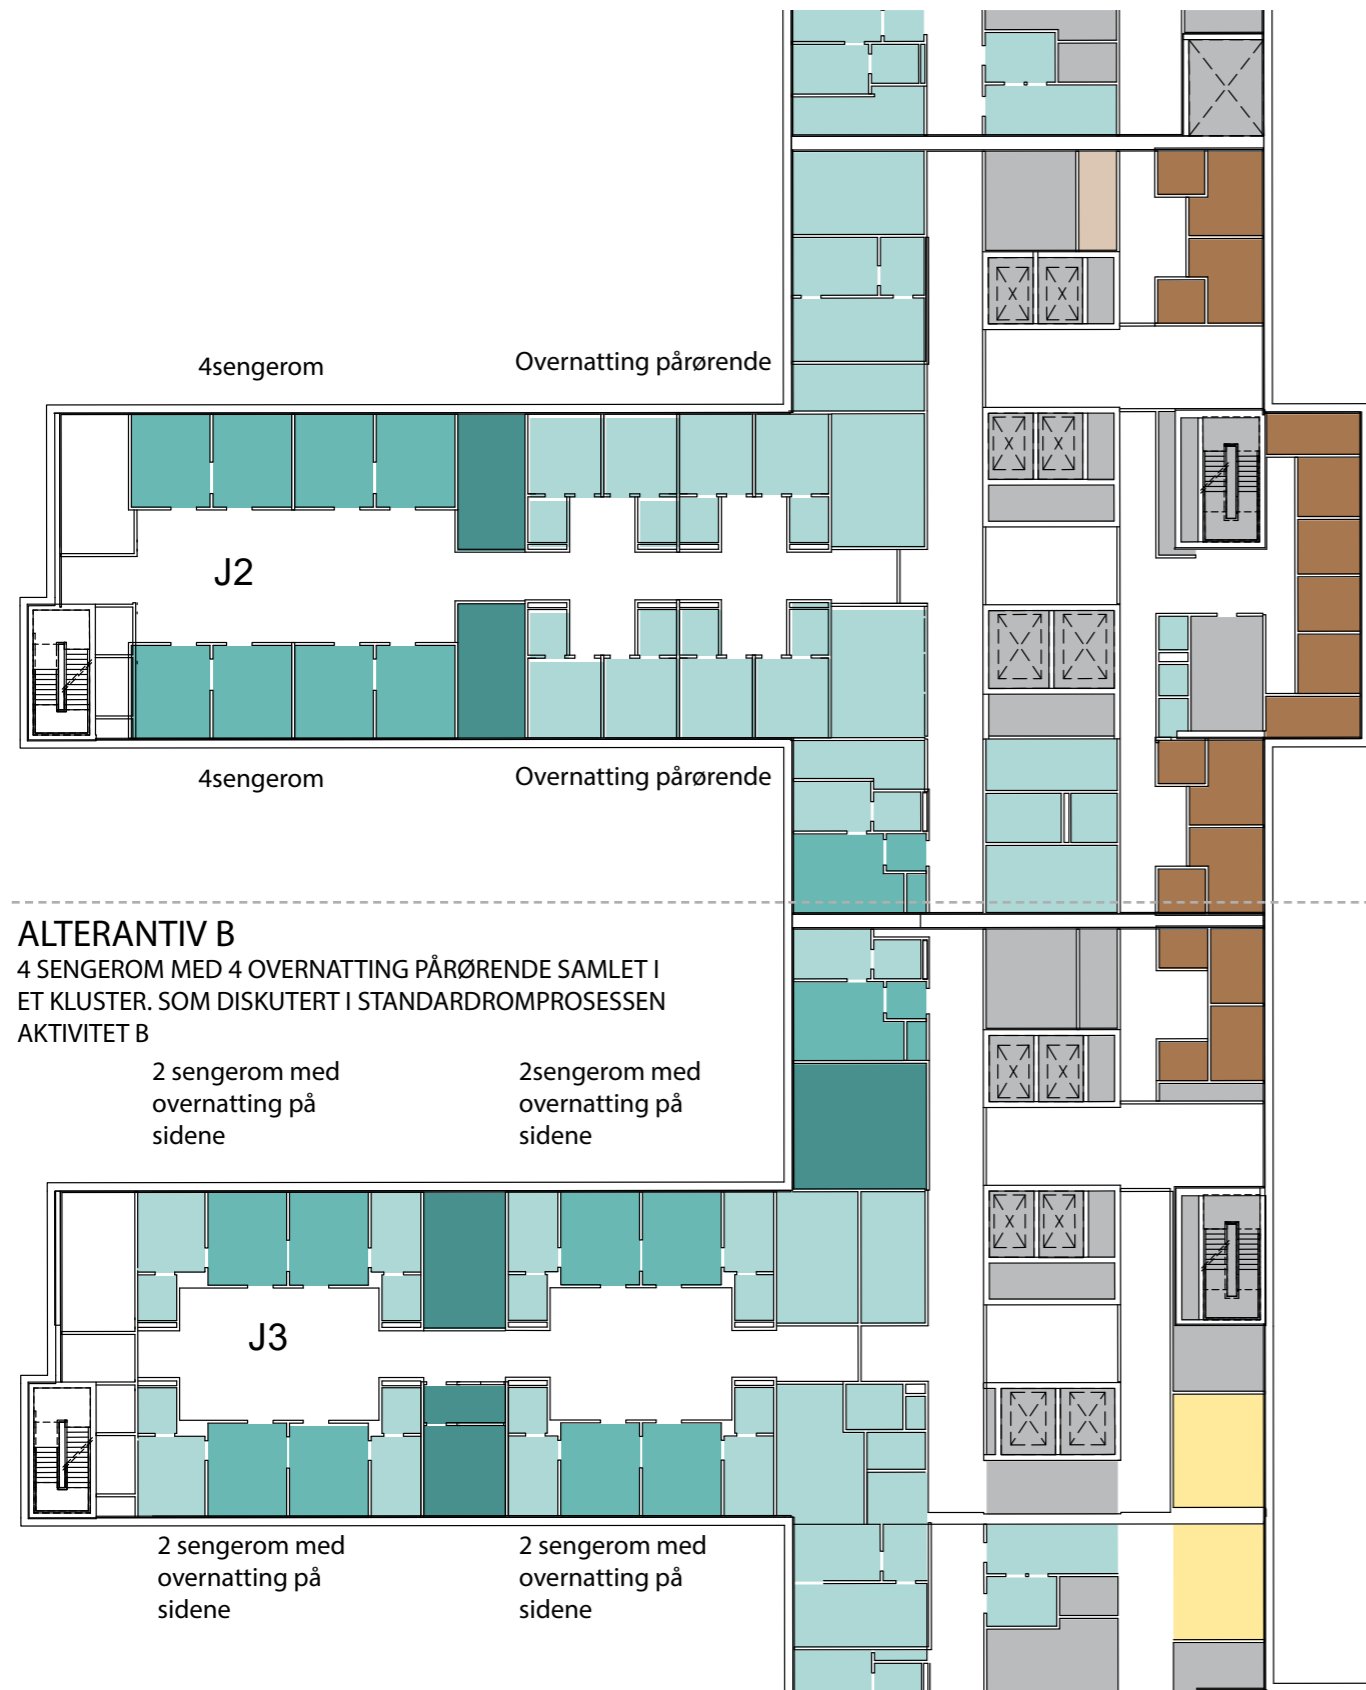 4sengerom
Overnatting pårørende
J2
4sengerom
Overnatting pårørende
ALTERANTIV B
4 SENGEROM MED 4 OVERNATTING PÅRØRENDE SAMLET I
ET KLUSTER. SOM DISKUTERT I STANDARDROMPROSESSEN
AKTIVITET B
2 sengerom med
overnatting på
sidene
2sengerom med
overnatting på
sidene
J3
2 sengerom med
overnatting på
sidene
2 sengerom med
overnatting på
sidene